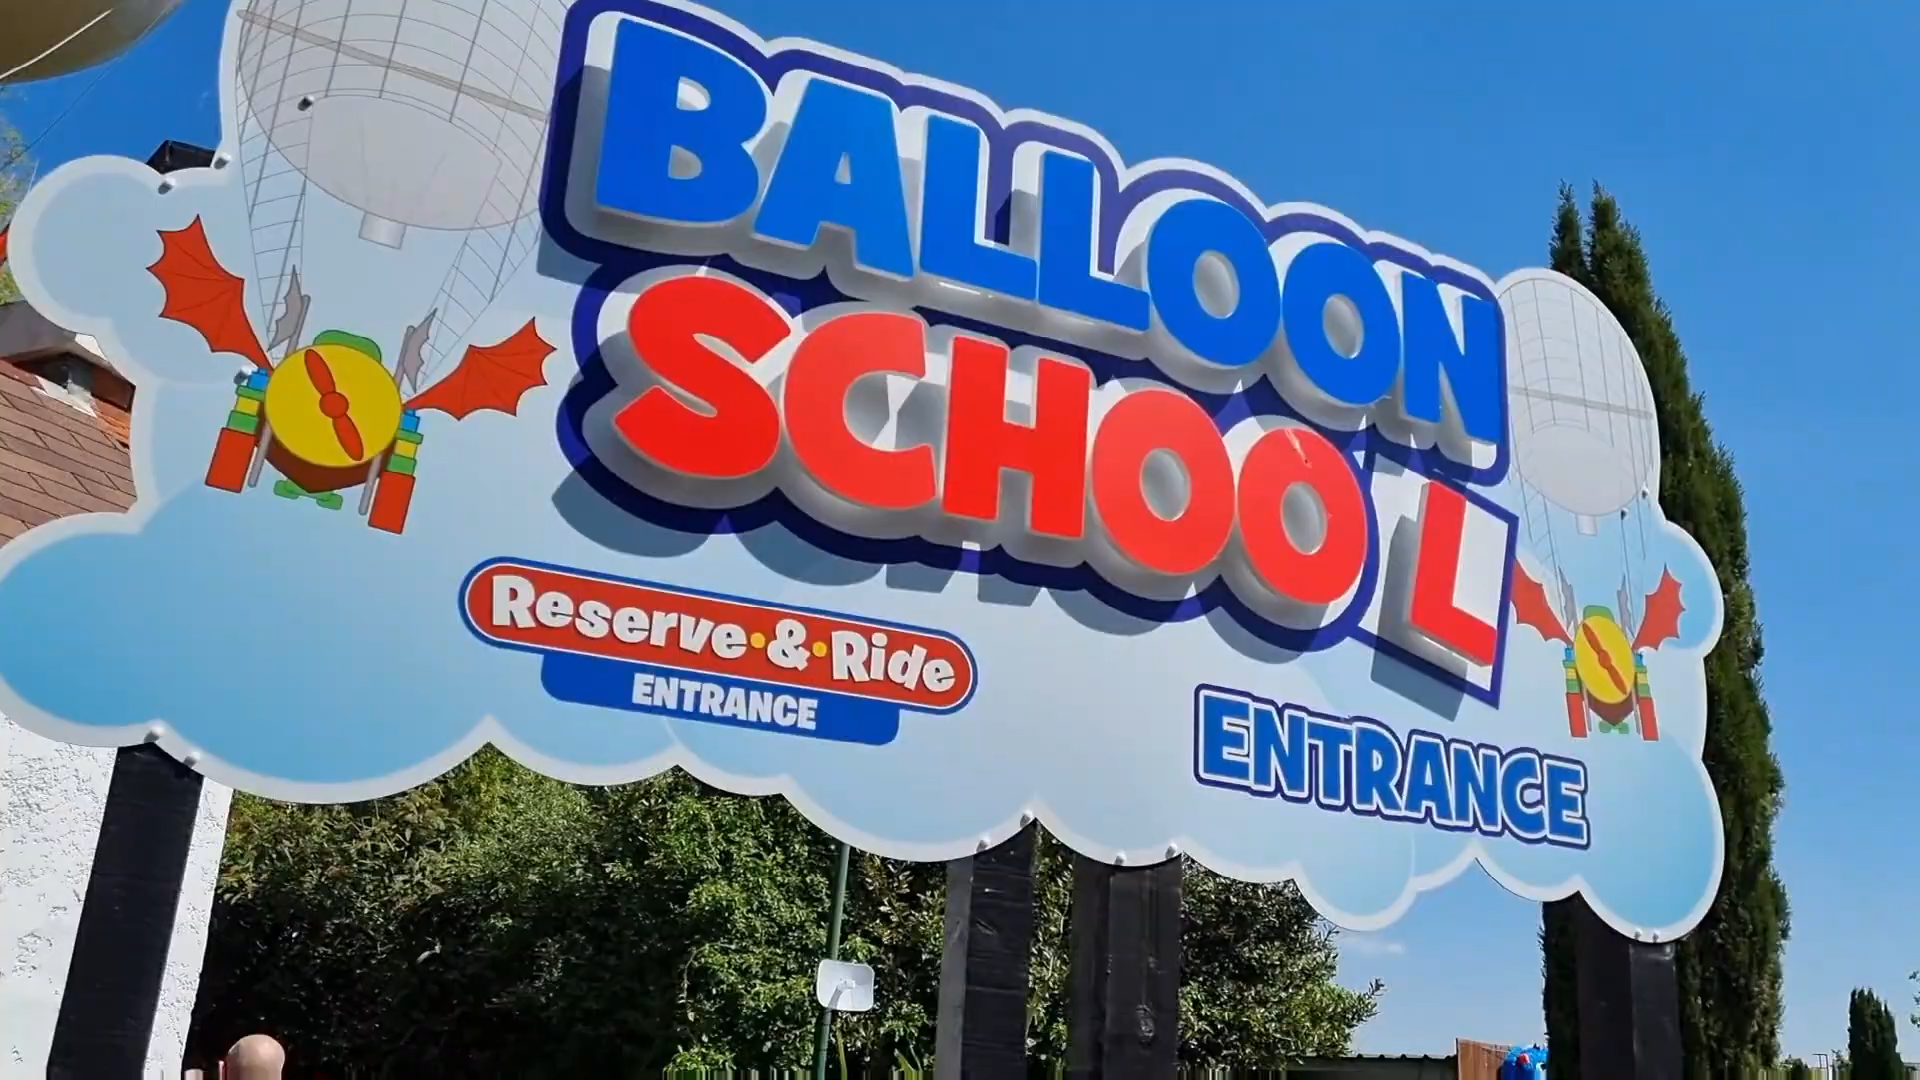 BALLOON
SCHOOL
Reserve & Ride
ENTRANCE
ENTRANCE